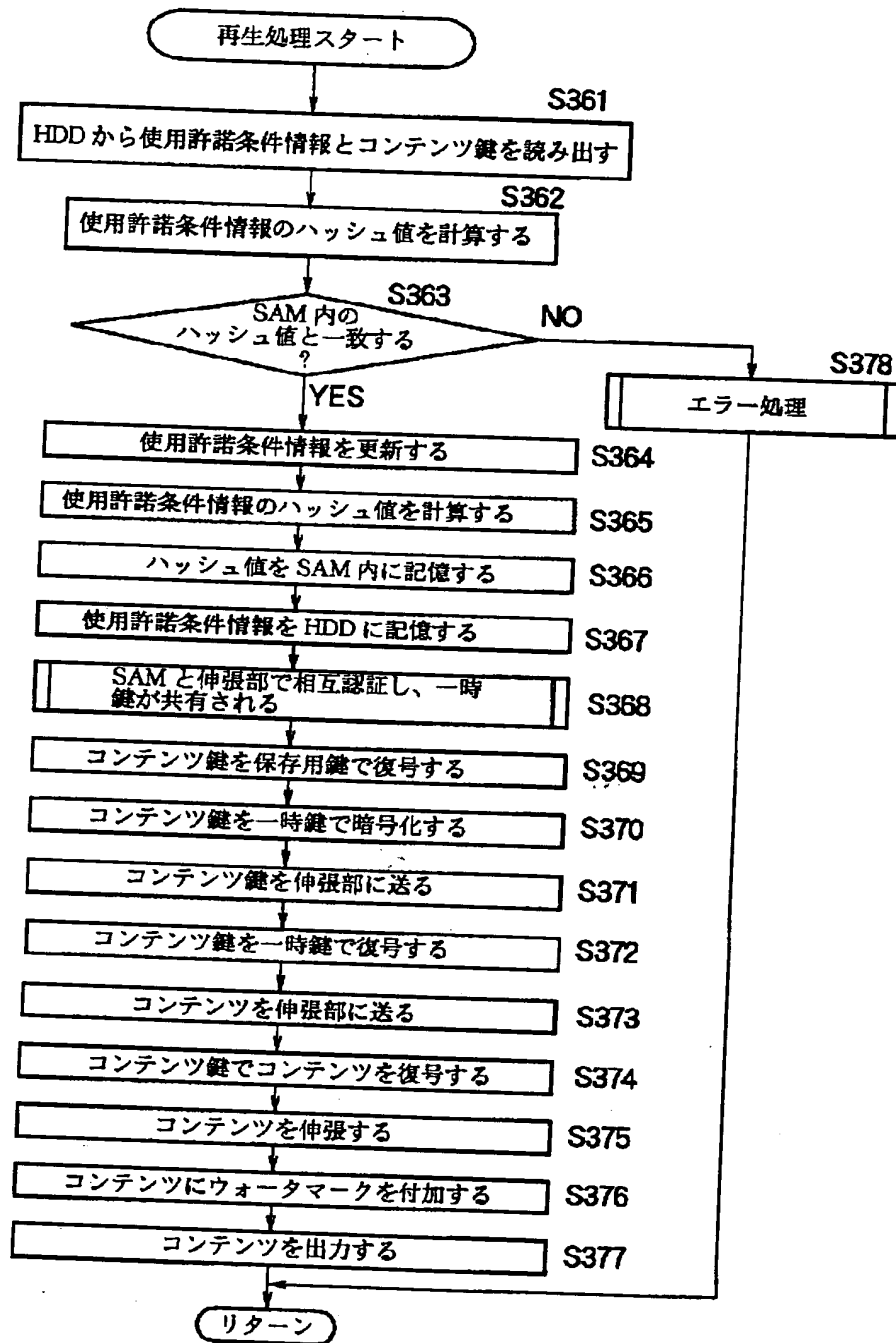 再生処理スタート
S361
HDDから使用許諾条件情報とコンテンツ鍵を読み出す
S362
使用許諾条件情報のハッシュ値を計算する
S363
SAM内の
ハッシュ値と一致する
?
NO
YES
S378
エラー処理
使用許諾条件情報を更新する
S364
使用許諾条件情報のハッシュ値を計算する
S365
ハッシュ値をSAM内に記憶する
S366
使用許諾条件情報をHDDに記憶する
S367
SAMと伸張部で相互認証し、一時
鍵が共有される
S368
コンテンツ鍵を保存用鍵で復号する
S369
コンテンツ鍵を一時鍵で暗号化する
S370
コンテンツ鍵を伸張部に送る
S371
コンテンツ鍵を一時鍵で復号する
S372
コンテンツを伸張部に送る
S373
コンテンツ鍵でコンテンツを復号する
S374
コンテンツを伸張する
S375
コンテンツにウォータマークを付加する
S376
コンテンツを出力する
S377
リターン